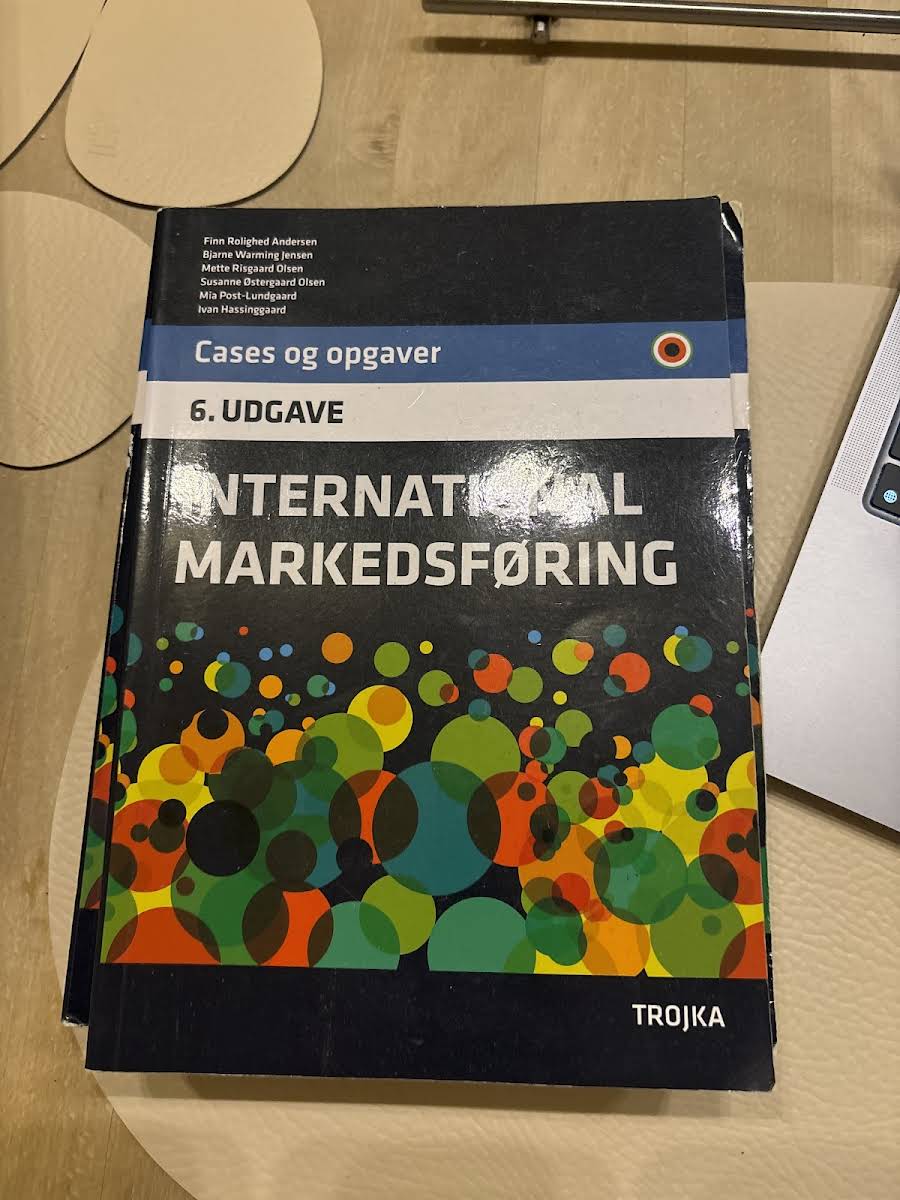 Finn Rolighed Andersen
Bjarne Warming Jensen
Mette Risgaard Olsen
Susanne Østergaard Olsen
Mia Post-Lundgaard
Ivan Hassinggaard
Cases og opgaver
6. UDGAVE
INTERNATIONAL
MARKEDSFØRING
TROJKA